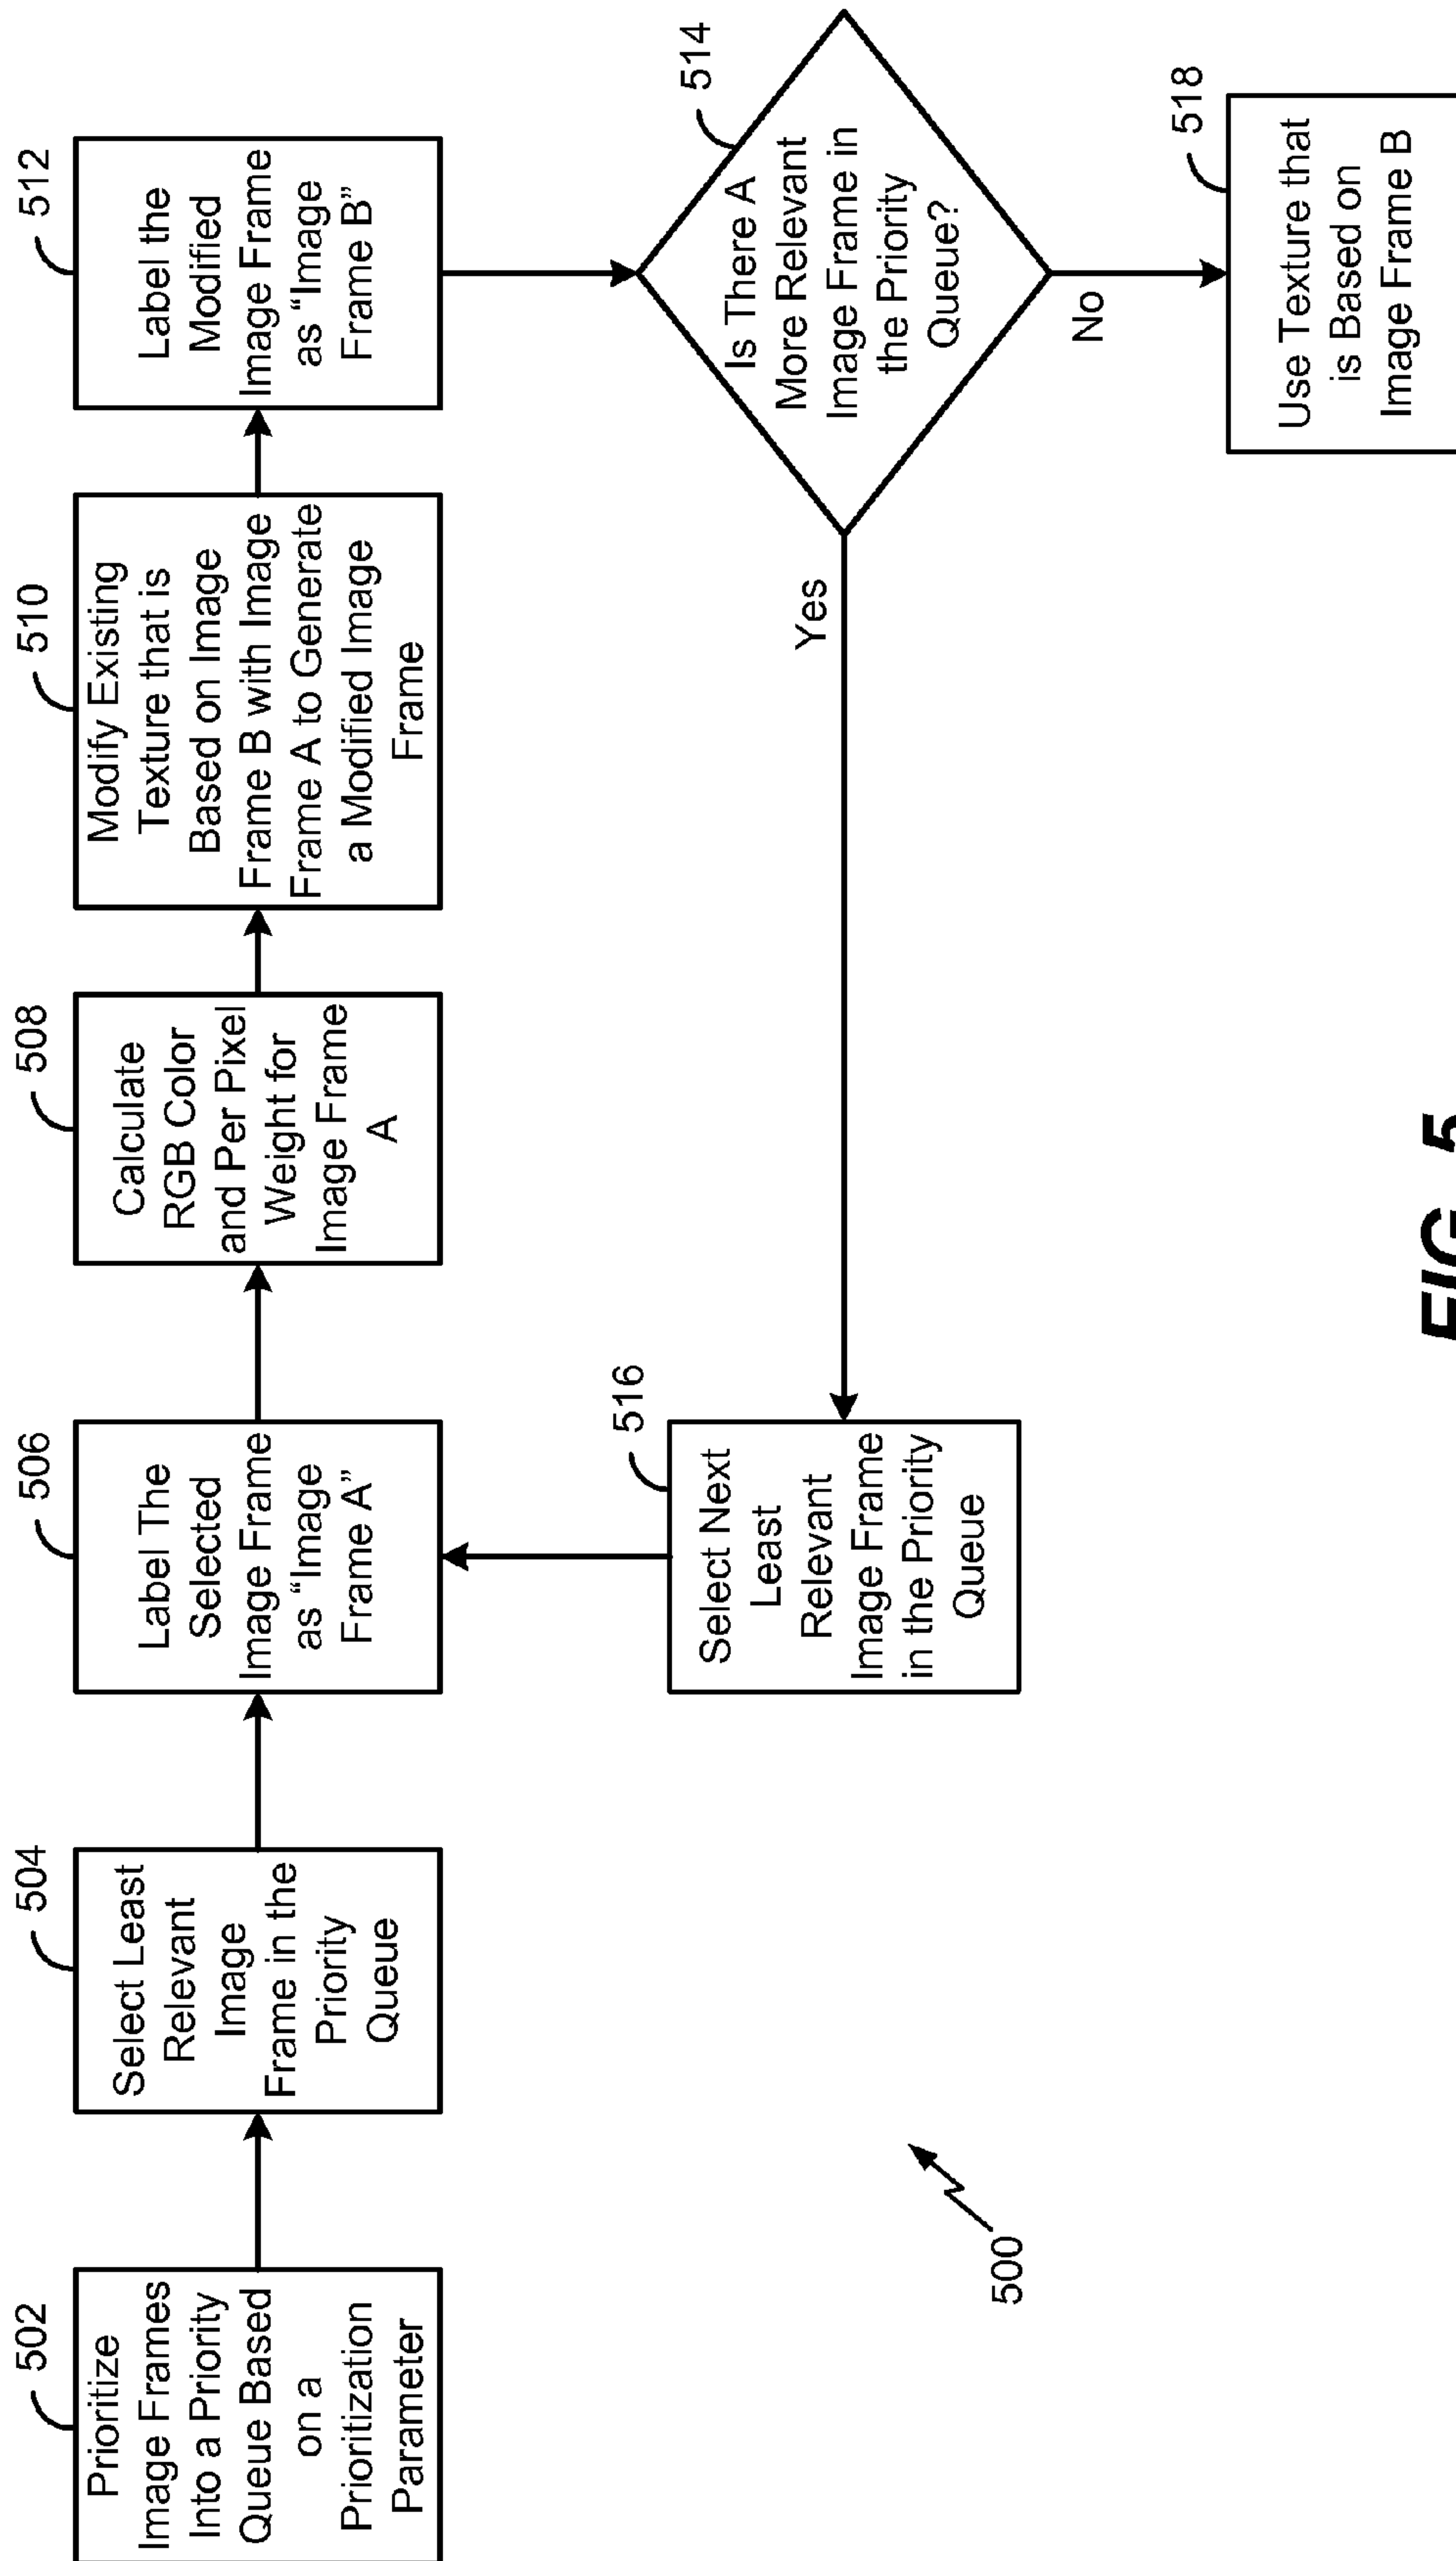 502
Prioritize
Image Frames
Into a Priority
Queue Based
on a
Prioritization
Parameter
504
Select Least
Relevant
Image
Frame in the
Priority
Queue
506
Label The
Selected
Image Frame
as “Image
Frame A”
508
Calculate
RGB Color
and Per Pixel
Weight for
Image Frame
A
510
Modify Existing
Texture that is
Based on Image
Frame B with Image
Frame A to Generate
a Modified Image
Frame
512
Label the
Modified
Image Frame
as “Image
Frame B”
514
Is There A
More Relevant
Image Frame in
the Priority
Queue?
Yes
No
516
Select Next
Least
Relevant
Image Frame
in the Priority
Queue
518
Use Texture that
is Based on
Image Frame B
500
FIG. 5